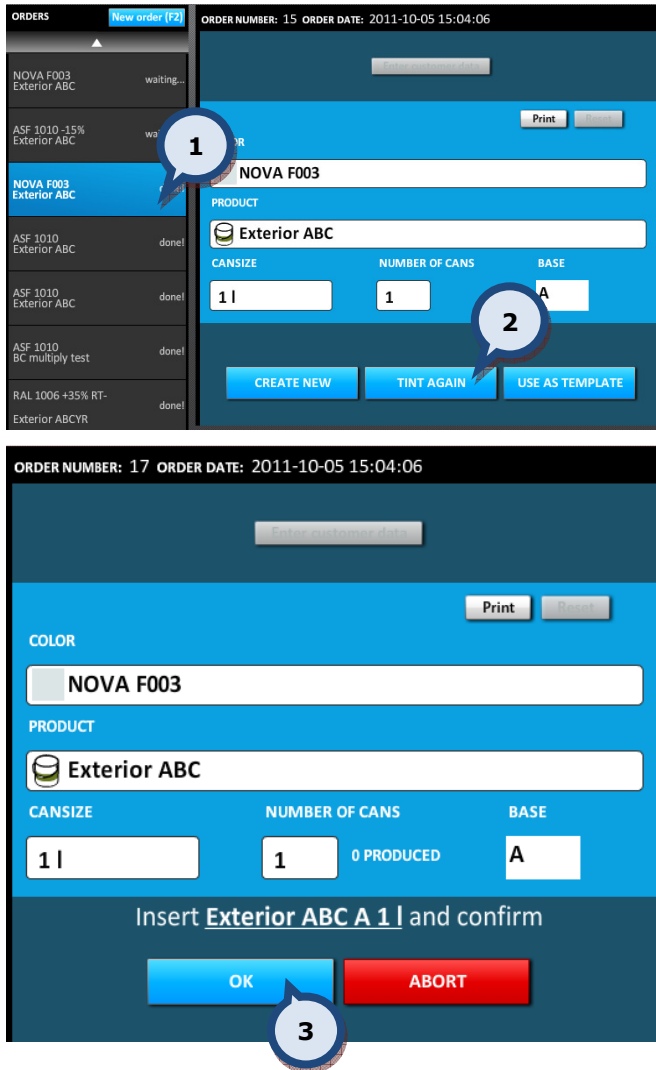 ORDERS New order (F2)
NOVA F003
Exterior ABC
waiting...
ASF 1010 -15%
Exterior ABC
NOVA F003
Exterior ABC
ASF 1010
Exterior ABC
done!
ASF 1010
Exterior ABC
done!
ASF 1010
BC multiply test
done!
RAL 1006 +35% RT-
Exterior ABCYR
done!
ORDER NUMBER: 15 ORDER DATE: 2011-10-05 15:04:06
Enter customer data
Print Reset
1
NOVA F003
PRODUCT
Exterior ABC
CANSIZE NUMBER OF CANS BASE
1 l 1 A
2
CREATE NEW TINT AGAIN USE AS TEMPLATE
ORDER NUMBER: 17 ORDER DATE: 2011-10-05 15:04:06
Enter customer data
Print Reset
COLOR
NOVA F003
PRODUCT
Exterior ABC
CANSIZE NUMBER OF CANS BASE
1 l 1 0 PRODUCED A
Insert Exterior ABC A 1 l and confirm
OK ABORT
3